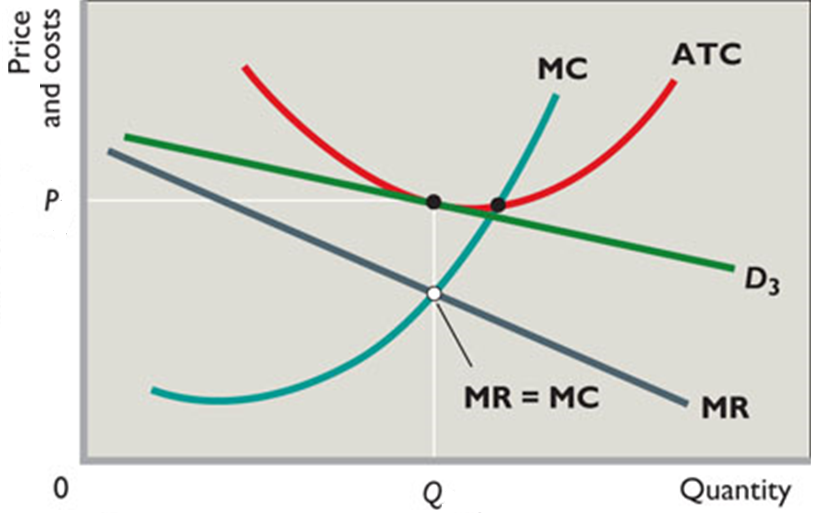 Price
and costs
MC
ATC
P
D3
MR = MC
MR
0
Q
Quantity